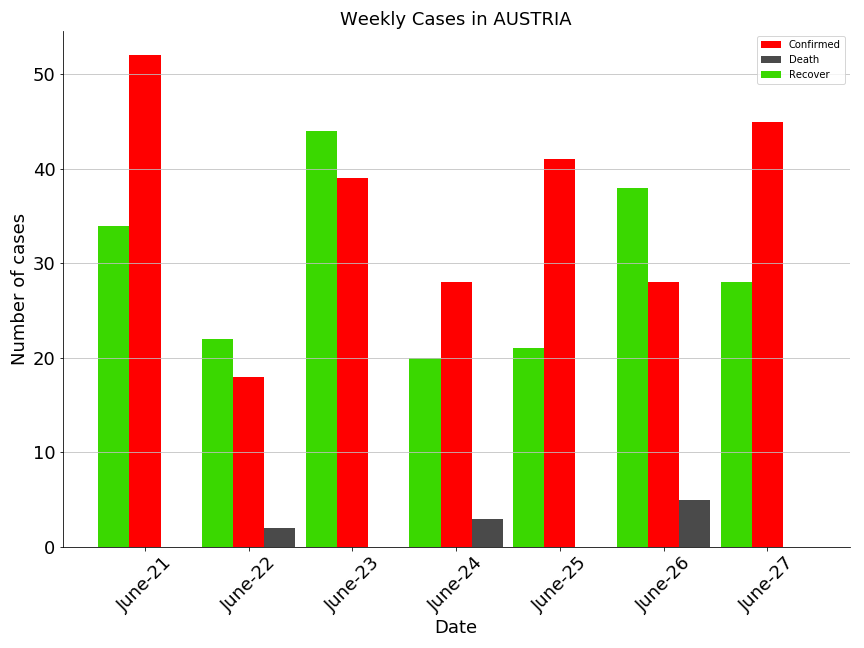 Weekly Cases in AUSTRIA
Confirmed
Death
Recover
Number of cases
50
40
30
20
10
0
June-21
June-22
June-23
June-24
June-25
June-26
June-27
Date